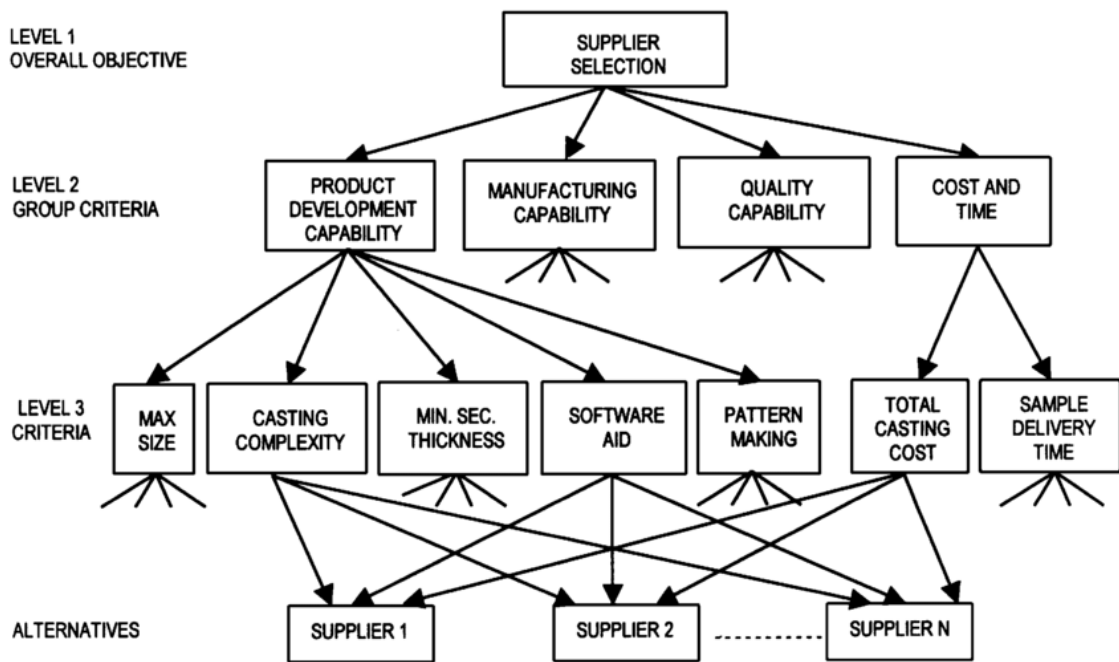 LEVEL 1
OVERALL OBJECTIVE
SUPPLIER
SELECTION
LEVEL 2
GROUP CRITERIA
PRODUCT
DEVELOPMENT
CAPABILITY
MANUFACTURING
CAPABILITY
QUALITY
CAPABILITY
COST AND
TIME
LEVEL 3
CRITERIA
MAX
SIZE
CASTING
COMPLEXITY
MIN. SEC.
THICKNESS
SOFTWARE
AID
PATTERN
MAKING
TOTAL
CASTING
COST
SAMPLE
DELIVERY
TIME
ALTERNATIVES
SUPPLIER 1
SUPPLIER 2
SUPPLIER N